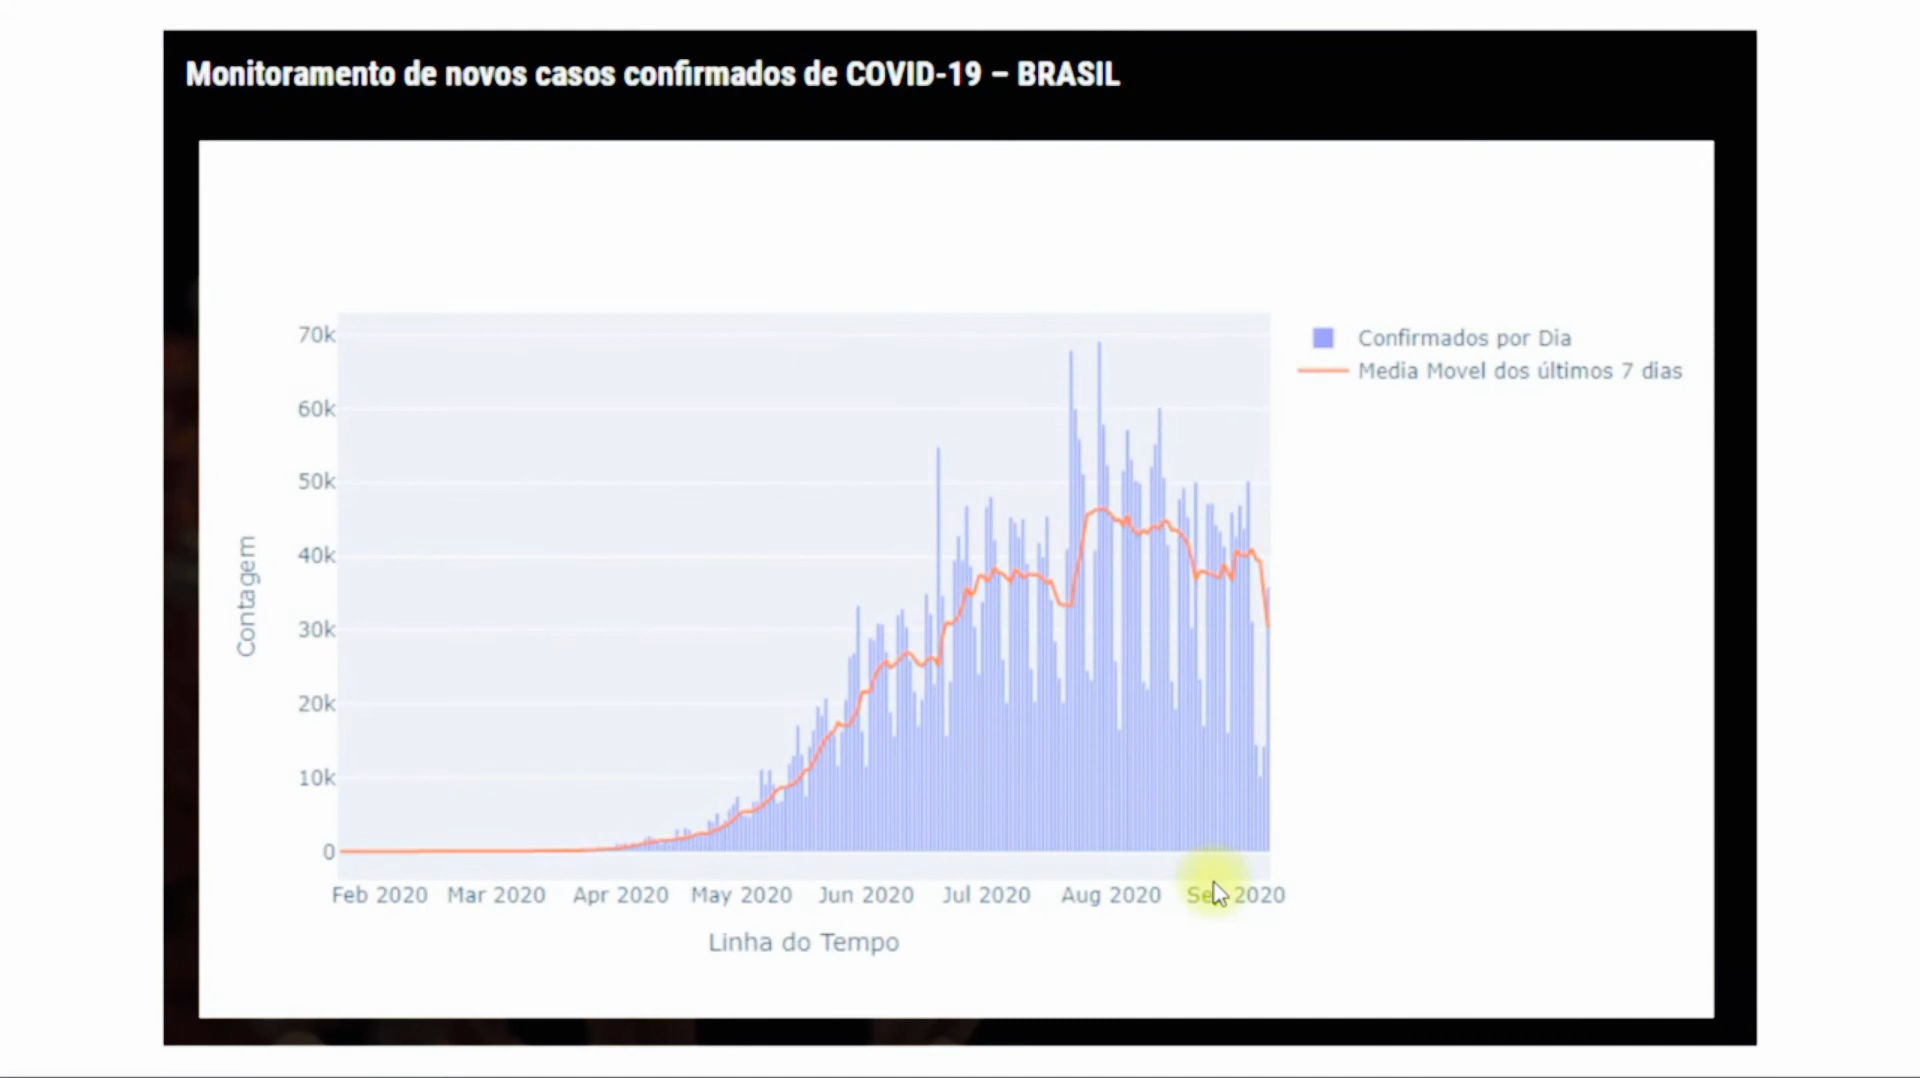 Monitoramento de novos casos confirmados de COVID-19 – BRASIL
70k
60k
50k
40k
30k
20k
10k
0
Contagem
Feb 2020 Mar 2020 Apr 2020 May 2020 Jun 2020 Jul 2020 Aug 2020 Sep 2020
Linha do Tempo
Confirmados por Dia
Media Movel dos últimos 7 dias